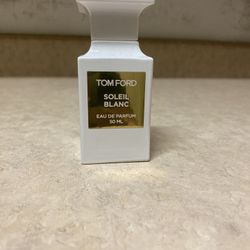 TOM FORD
SOLEIL
BLANC
EAU DE PARFUM
50 ML